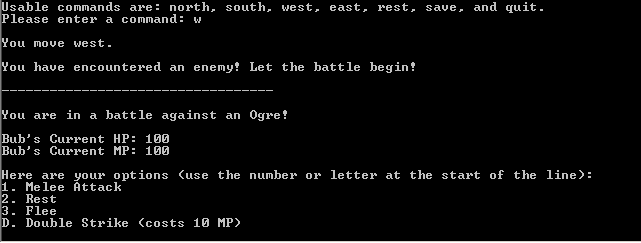 Usable commands are: north, south, west, east, rest, save, and quit.
Please enter a command: w
You move west.
You have encountered an enemy! Let the battle begin!
----------------------------------
You are in a battle against an Ogre!
Bub's Current HP: 100
Bub's Current MP: 100
Here are your options (use the number or letter at the start of the line):
1. Melee Attack
2. Rest
3. Flee
D. Double Strike (costs 10 MP)